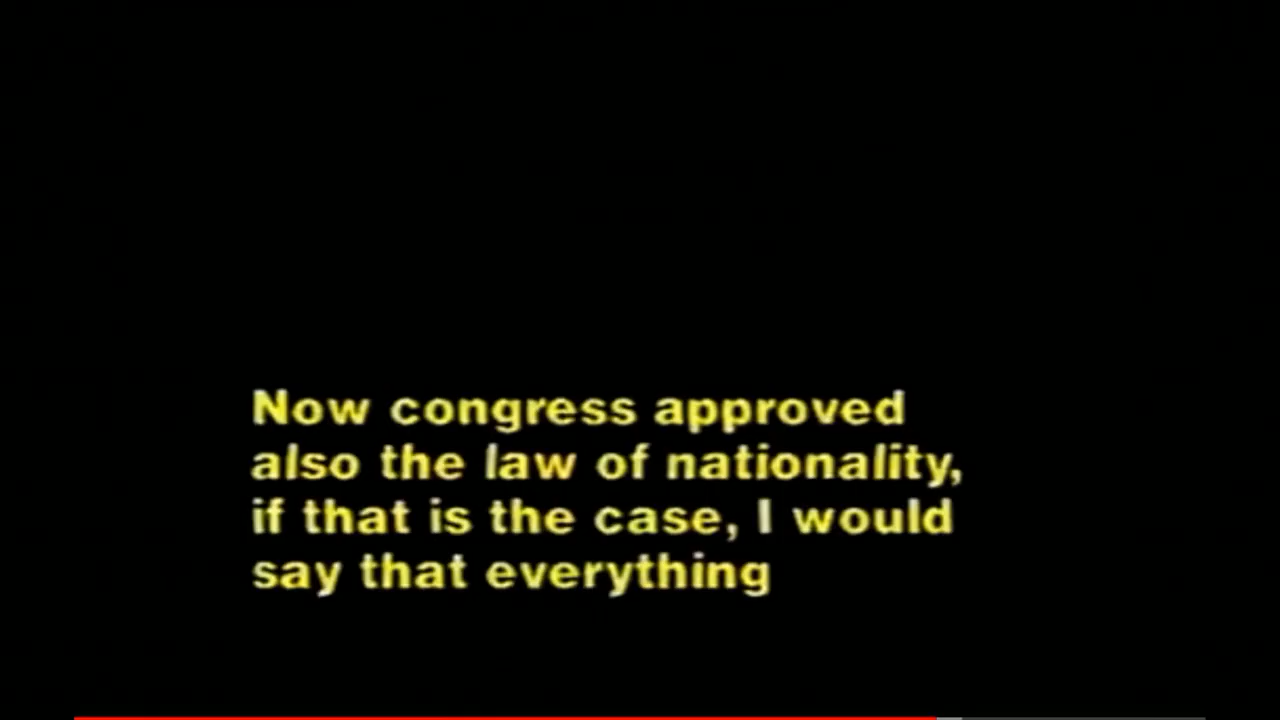 Now congress approved
also the law of nationality,
if that is the case, I would
say that everything